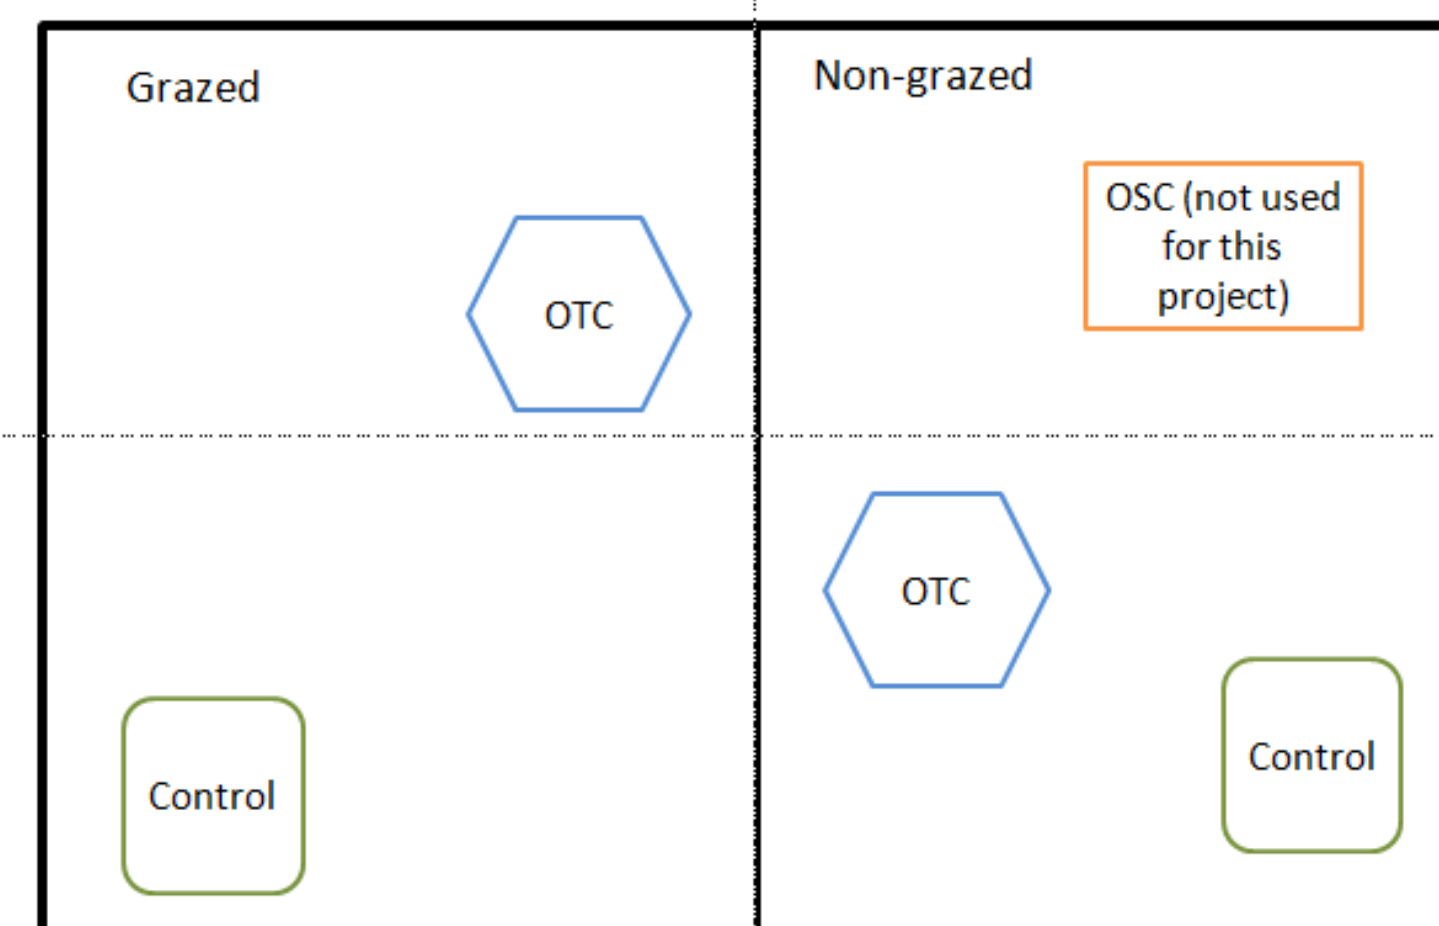 Grazed
Non-grazed
OSC (not used
for this
project)
OTC
OTC
Control
Control